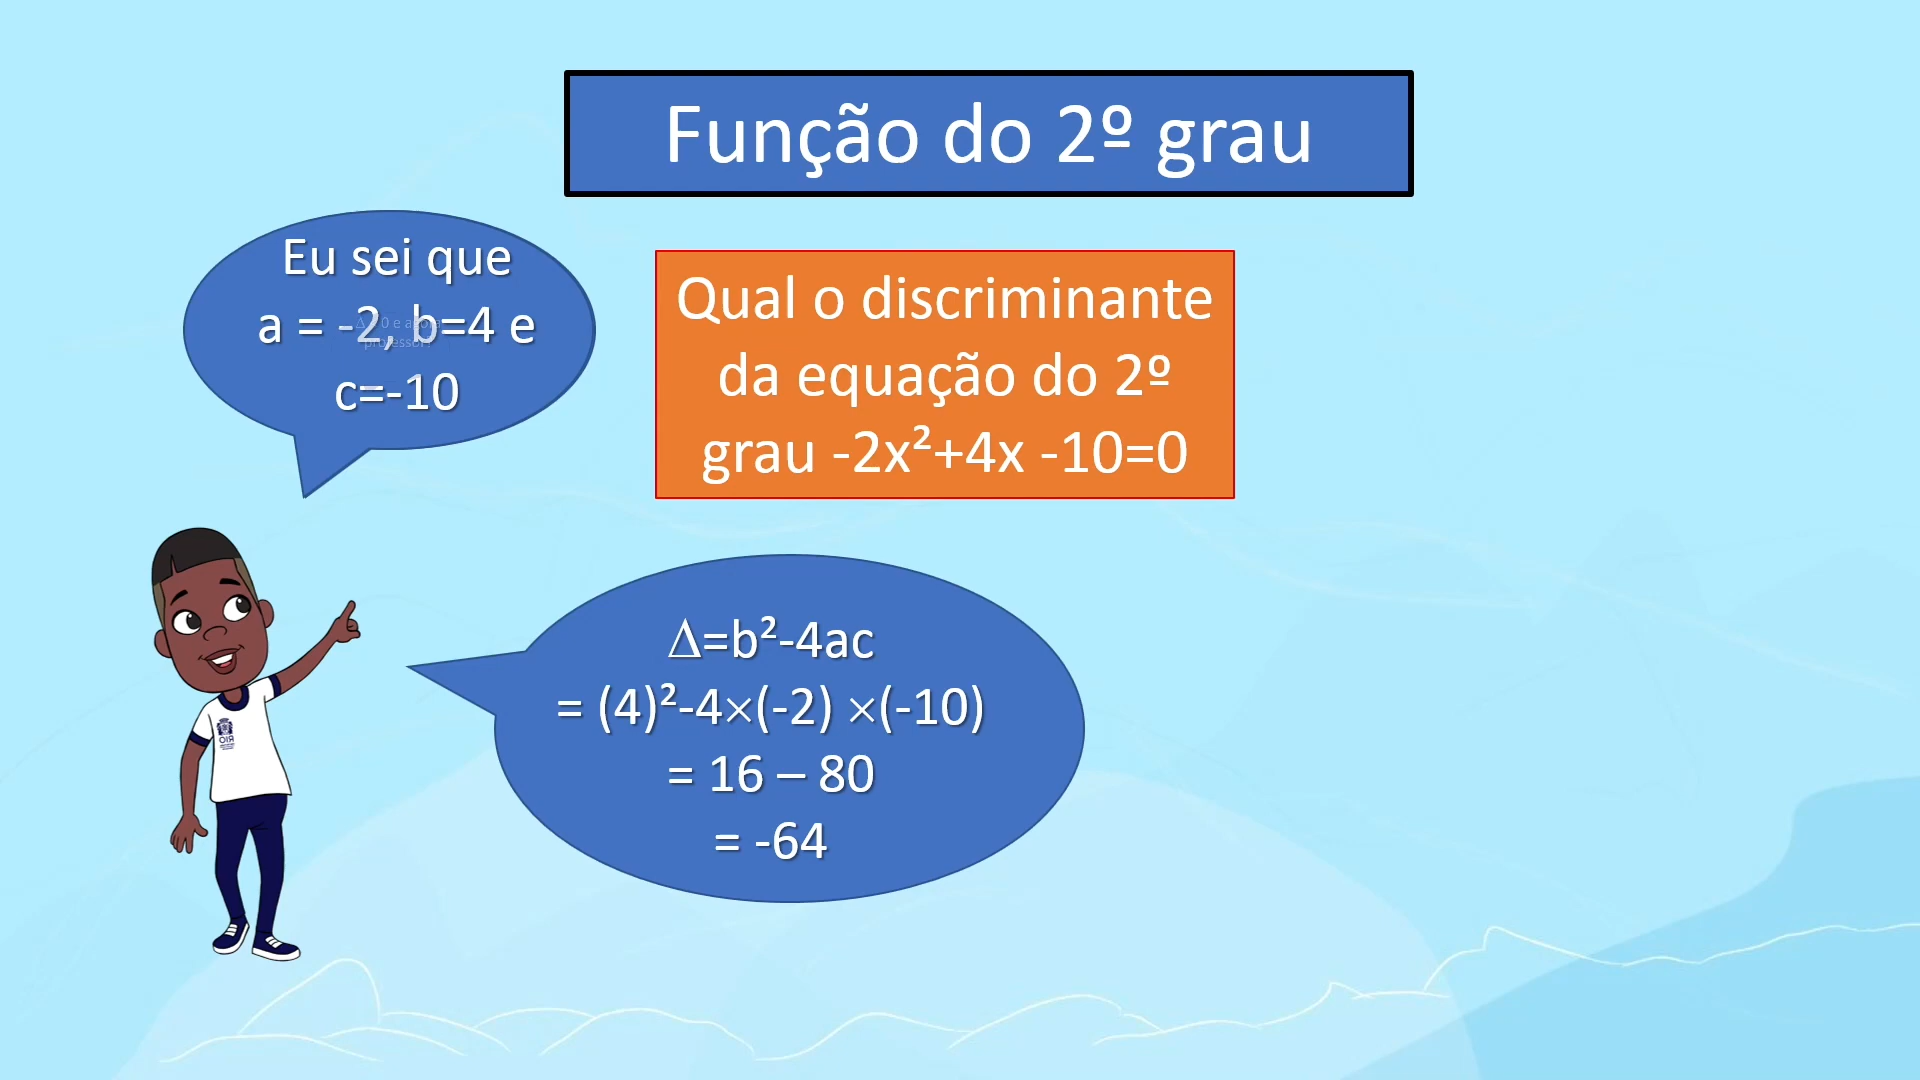 Função do 2º grau
Eu sei que
a = -2, b=4 e
c=-10
Qual o discriminante
da equação do 2º
grau -2x²+4x -10=0
Δ=b²-4ac
= (4)²-4×(-2) ×(-10)
= 16 – 80
= -64